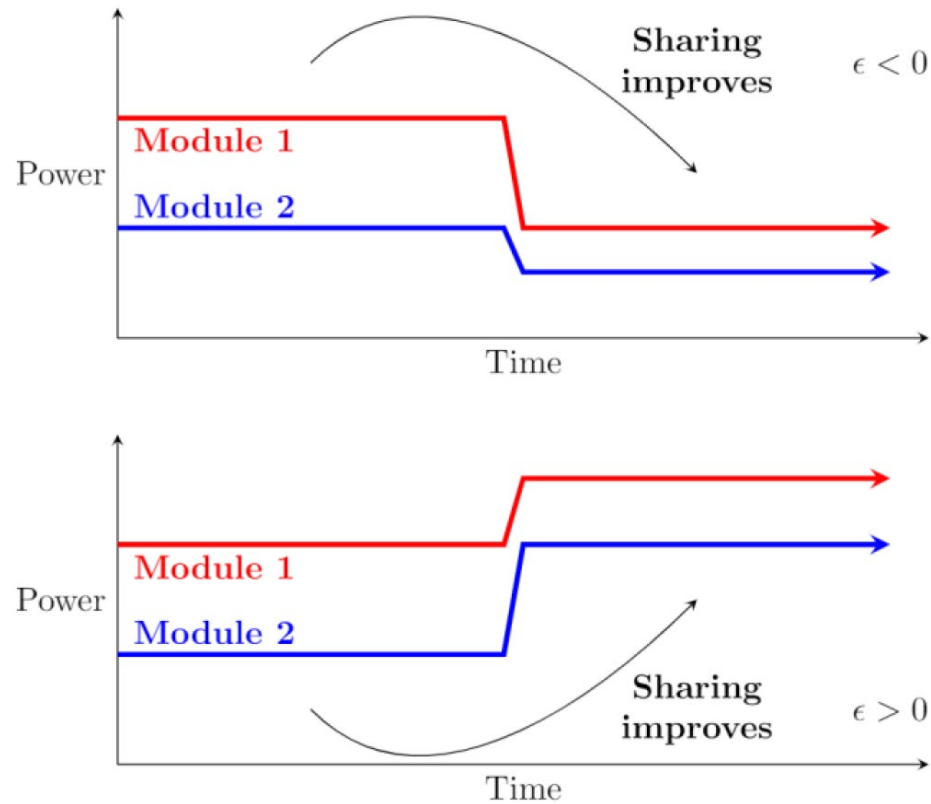 Sharing
improves
ϵ < 0
Module 1
Power
Module 2
Time
Module 1
Power
Module 2
Sharing
improves
ϵ > 0
Time